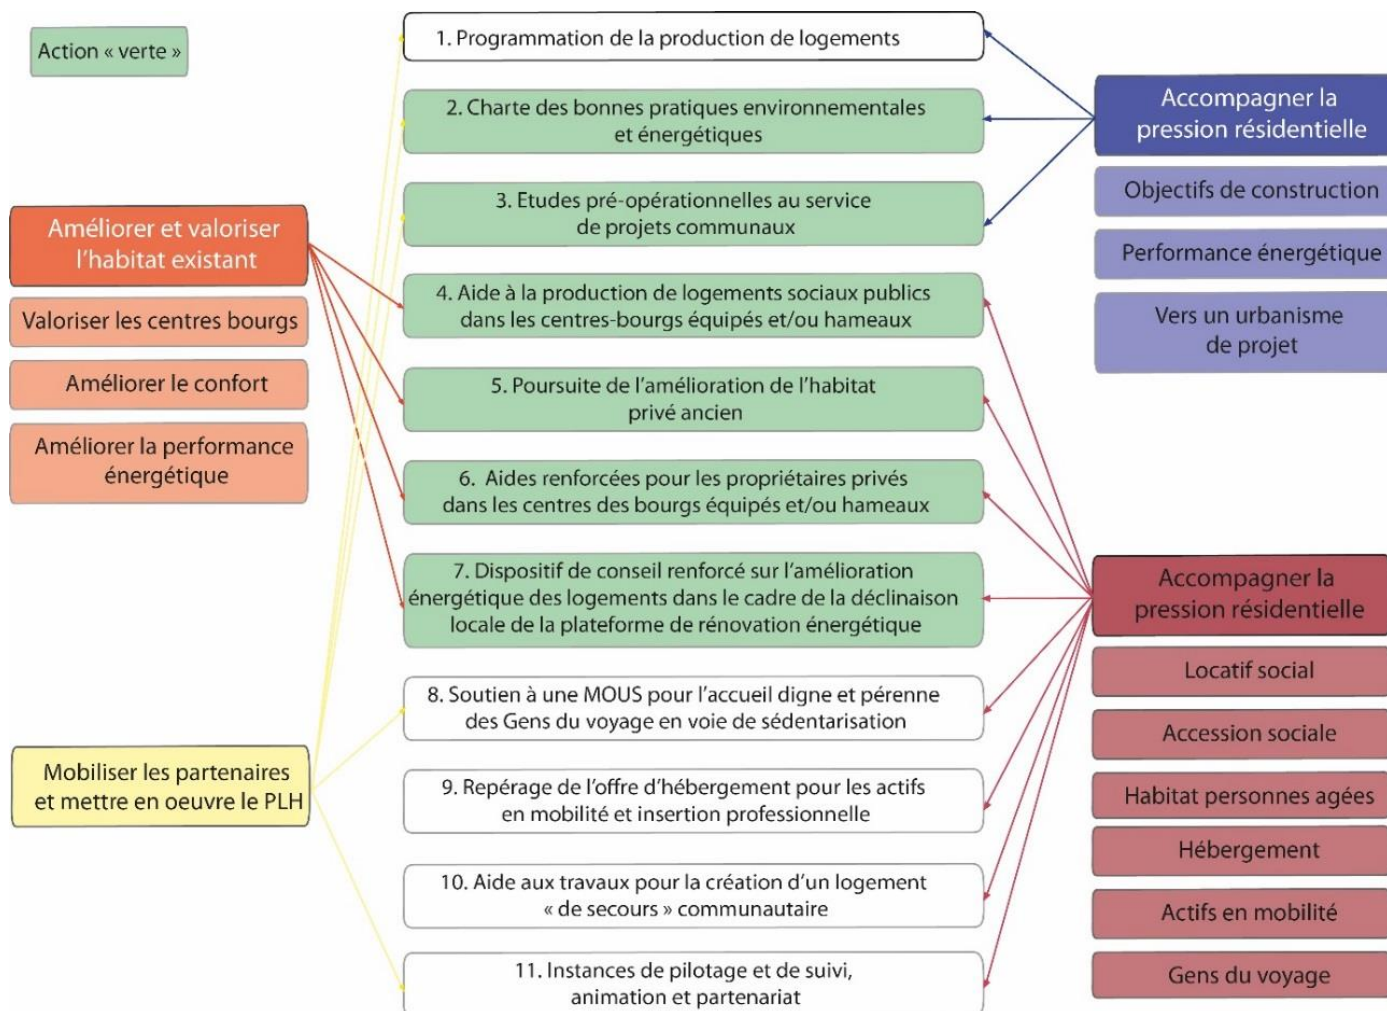 Action « verte »
Améliorer et valoriser
l'habitat existant
Valoriser les centres bourgs
Améliorer le confort
Améliorer la performance
énergétique
Mobiliser les partenaires
et mettre en oeuvre le PLH
1. Programmation de la production de logements
2. Charte des bonnes pratiques environnementales
et énergétiques
3. Etudes pré-opérationnelles au service
de projets communaux
4. Aide à la production de logements sociaux publics
dans les centres-bourgs équipés et/ou hameaux
5. Poursuite de l'amélioration de l'habitat
privé ancien
6. Aides renforcées pour les propriétaires privés
dans les centres des bourgs équipés et/ou hameaux
7. Dispositif de conseil renforcé sur l'amélioration
énergétique des logements dans le cadre de la déclinaison
locale de la plateforme de rénovation énergétique
8. Soutien à une MOUS pour l'accueil digne et pérenne
des Gens du voyage en voie de sédentarisation
9. Repérage de l'offre d'hébergement pour les actifs
en mobilité et insertion professionnelle
10. Aide aux travaux pour la création d'un logement
« de secours » communautaire
11. Instances de pilotage et de suivi,
animation et partenariat
Accompagner la
pression résidentielle
Objectifs de construction
Performance énergétique
Vers un urbanisme
de projet
Accompagner la
pression résidentielle
Locatif social
Accession sociale
Habitat personnes agées
Hébergement
Actifs en mobilité
Gens du voyage